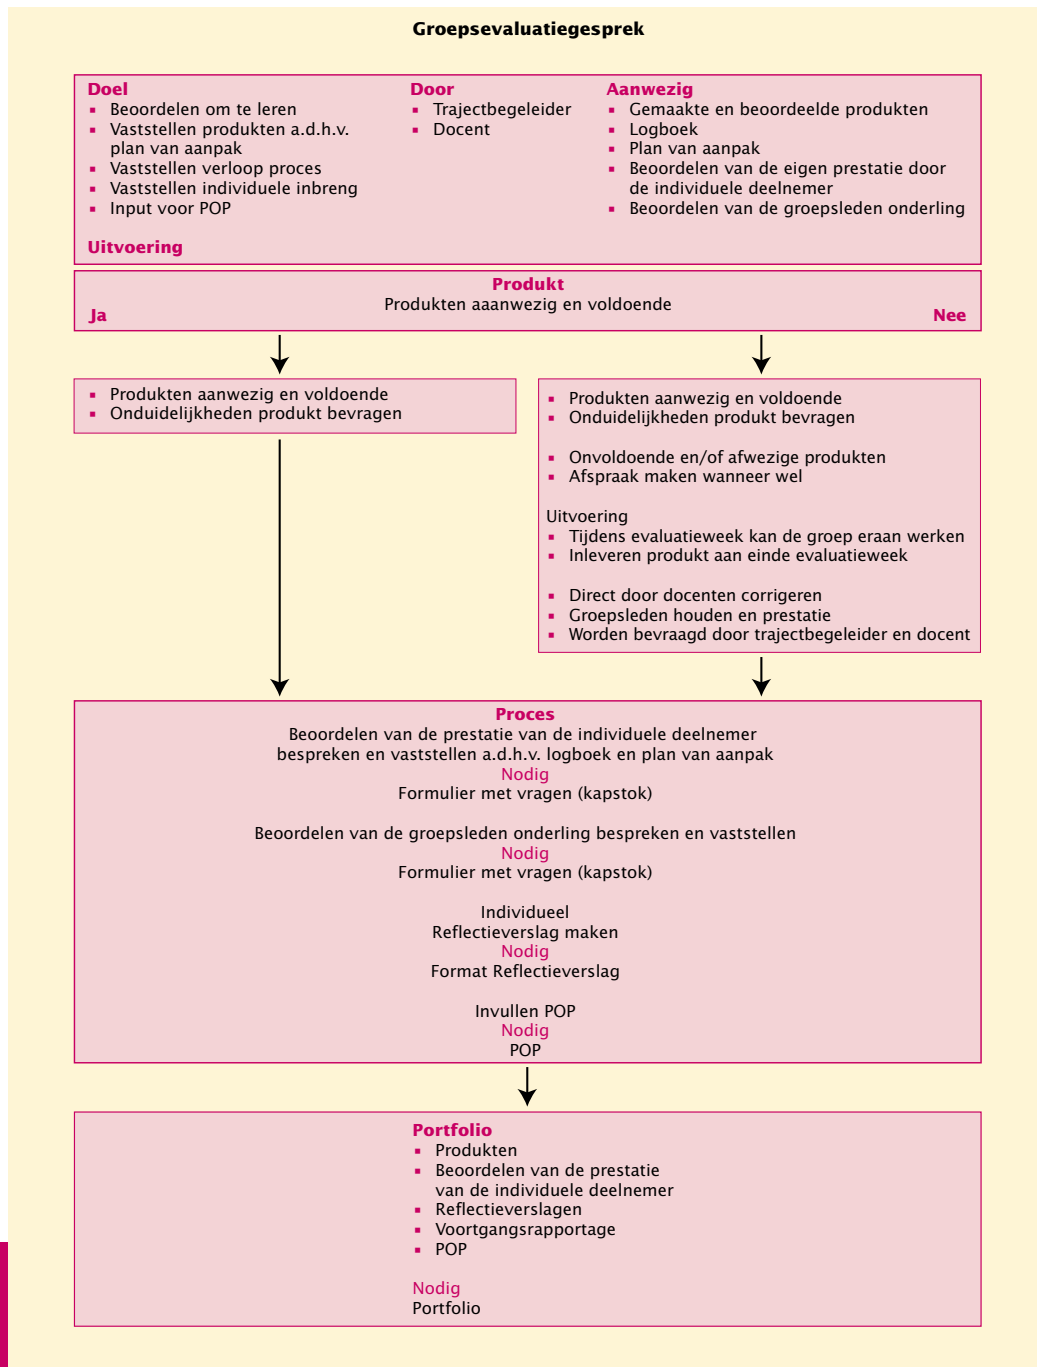 Groepsevaluatiegesprek
Doel
▪ Beoordelen om te leren
▪ Vaststellen produkten a.d.h.v.
plan van aanpak
▪ Vaststellen verloop proces
▪ Vaststellen individuele inbreng
▪ Input voor POP
Door
▪ Trajectbegeleider
▪ Docent
Aanwezig
▪ Gemaakte en beoordeelde produkten
▪ Logboek
▪ Plan van aanpak
▪ Beoordelen van de eigen prestatie door
de individuele deelnemer
▪ Beoordelen van de groepsleden onderling
Uitvoering
Produkt
Produkten aaanwezig en voldoende
Ja
Nee
▪ Produkten aanwezig en voldoende
▪ Onduidelijkheden produkt bevragen
▪ Produkten aanwezig en voldoende
▪ Onduidelijkheden produkt bevragen
▪ Onvoldoende en/of afwezige produkten
▪ Afspraak maken wanneer wel
Uitvoering
▪ Tijdens evaluatieweek kan de groep eraan werken
▪ Inleveren produkt aan einde evaluatieweek
▪ Direct door docenten corrigeren
▪ Groepsleden houden en prestatie
▪ Worden bevraagd door trajectbegeleider en docent
Proces
Beoordelen van de prestatie van de individuele deelnemer
bespreken en vaststellen a.d.h.v. logboek en plan van aanpak
Nodig
Formulier met vragen (kapstok)
Beoordelen van de groepsleden onderling bespreken en vaststellen
Nodig
Formulier met vragen (kapstok)
Individueel
Reflectieverslag maken
Nodig
Format Reflectieverslag
Invullen POP
Nodig
POP
Portfolio
▪ Produkten
▪ Beoordelen van de prestatie
van de individuele deelnemer
▪ Reflectieverslagen
▪ Voortgangsrapportage
▪ POP
Nodig
Portfolio